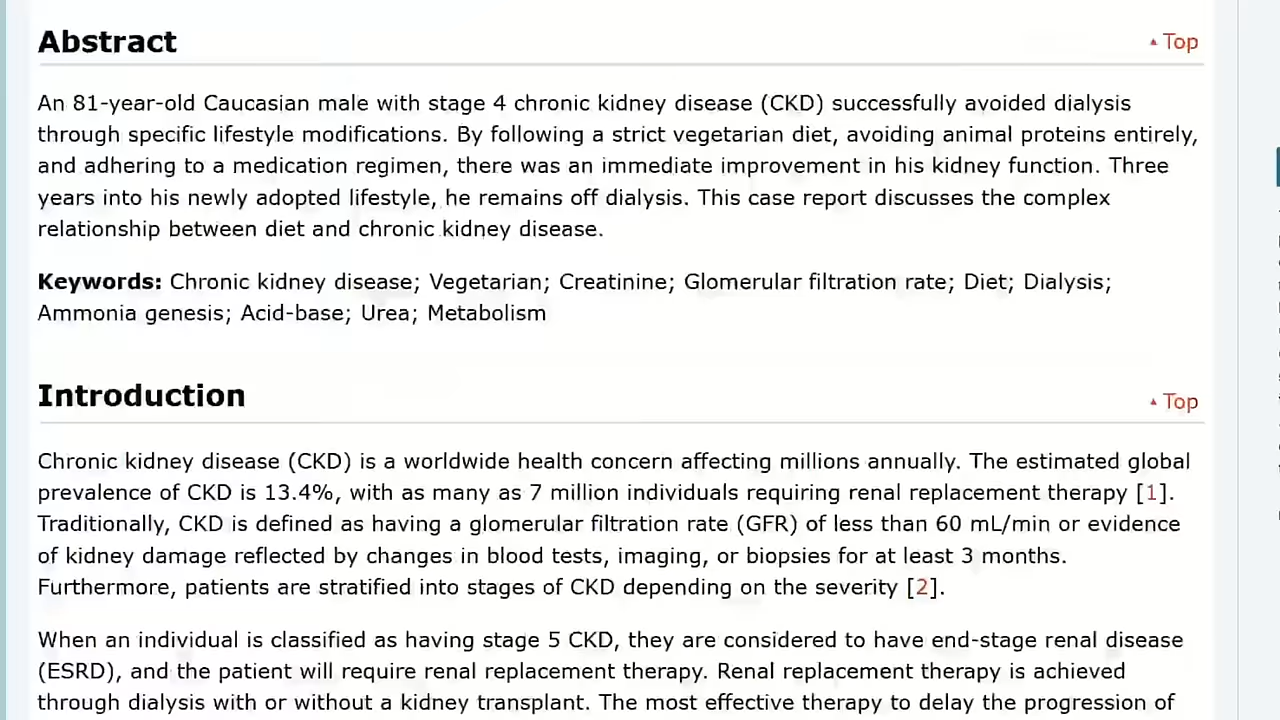 Abstract
▲ Top
An 81-year-old Caucasian male with stage 4 chronic kidney disease (CKD) successfully avoided dialysis
through specific lifestyle modifications. By following a strict vegetarian diet, avoiding animal proteins entirely,
and adhering to a medication regimen, there was an immediate improvement in his kidney function. Three
years into his newly adopted lifestyle, he remains off dialysis. This case report discusses the complex
relationship between diet and chronic kidney disease.
Keywords: Chronic kidney disease; Vegetarian; Creatinine; Glomerular filtration rate; Diet; Dialysis;
Ammonia genesis; Acid-base; Urea; Metabolism
Introduction
▲ Top
Chronic kidney disease (CKD) is a worldwide health concern affecting millions annually. The estimated global
prevalence of CKD is 13.4%, with as many as 7 million individuals requiring renal replacement therapy [1].
Traditionally, CKD is defined as having a glomerular filtration rate (GFR) of less than 60 mL/min or evidence
of kidney damage reflected by changes in blood tests, imaging, or biopsies for at least 3 months.
Furthermore, patients are stratified into stages of CKD depending on the severity [2].
When an individual is classified as having stage 5 CKD, they are considered to have end-stage renal disease
(ESRD), and the patient will require renal replacement therapy. Renal replacement therapy is achieved
through dialysis with or without a kidney transplant. The most effective therapy to delay the progression of